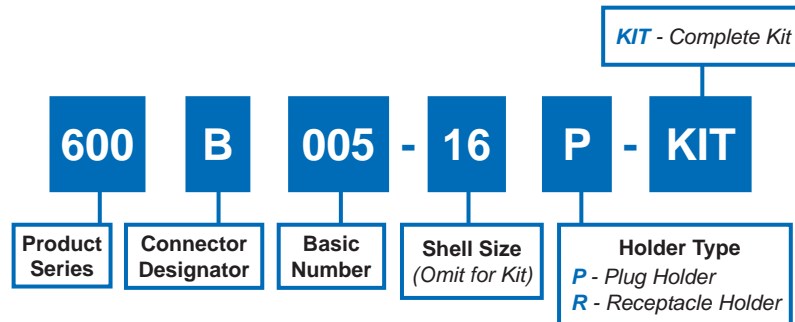 KIT - Complete Kit
600 B 005 - 16 P - KIT
Product
Series
Connector
Designator
Basic
Number
Shell Size
(Omit for Kit)
Holder Type
P - Plug Holder
R - Receptacle Holder